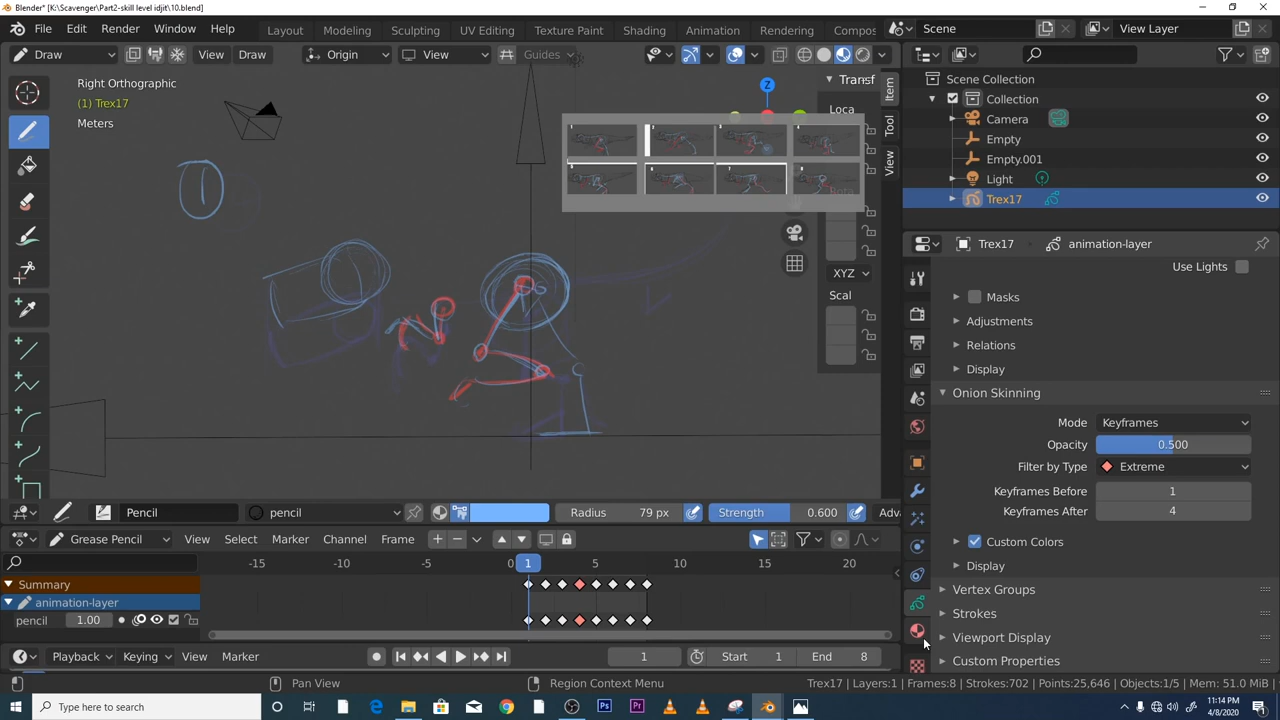 Blender* [K:\Scavenger\Part2-skill level idjit\10.blend]
File Edit Render Window Help Layout Modeling Sculpting UV Editing Texture Paint Shading Animation Rendering Compos Scene View Layer
Draw View Draw Origin View Guides
Right Orthographic
(1) Trex17
Meters
1
Z
Transf
Loca
XYZ
Scal
Item
Tool
View
Scene Collection
Collection
Camera
Empty
Empty.001
Light
Trex17
Trex17 animation-layer
Use Lights
Masks
Adjustments
Relations
Display
Onion Skinning
Mode Keyframes
Opacity 0.500
Filter by Type Extreme
Keyframes Before 1
Keyframes After 4
Custom Colors
Display
Vertex Groups
Strokes
Viewport Display
Custom Properties
Pencil pencil Radius 79 px Strength 0.600 Adv
Grease Pencil View Select Marker Channel Frame
-15 -10 -5 0 1 5 10 15 20
Summary
animation-layer
pencil 1.00
Playback Keying View Marker 1 Start 1 End 8
Pan View Region Context Menu Trex17 | Layers:1 | Frames:8 | Strokes:702 | Points:25,646 | Objects:1/5 | Mem: 51.0 MiB
Type here to search
11:14 PM
4/8/2020